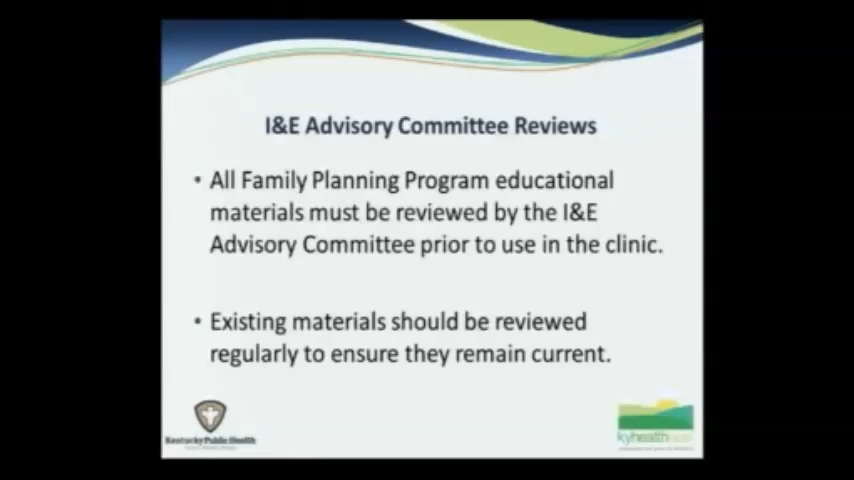 I&E Advisory Committee Reviews
• All Family Planning Program educational
materials must be reviewed by the I&E
Advisory Committee prior to use in the clinic.
• Existing materials should be reviewed
regularly to ensure they remain current.
Kentucky Public Health
kyhealthnow